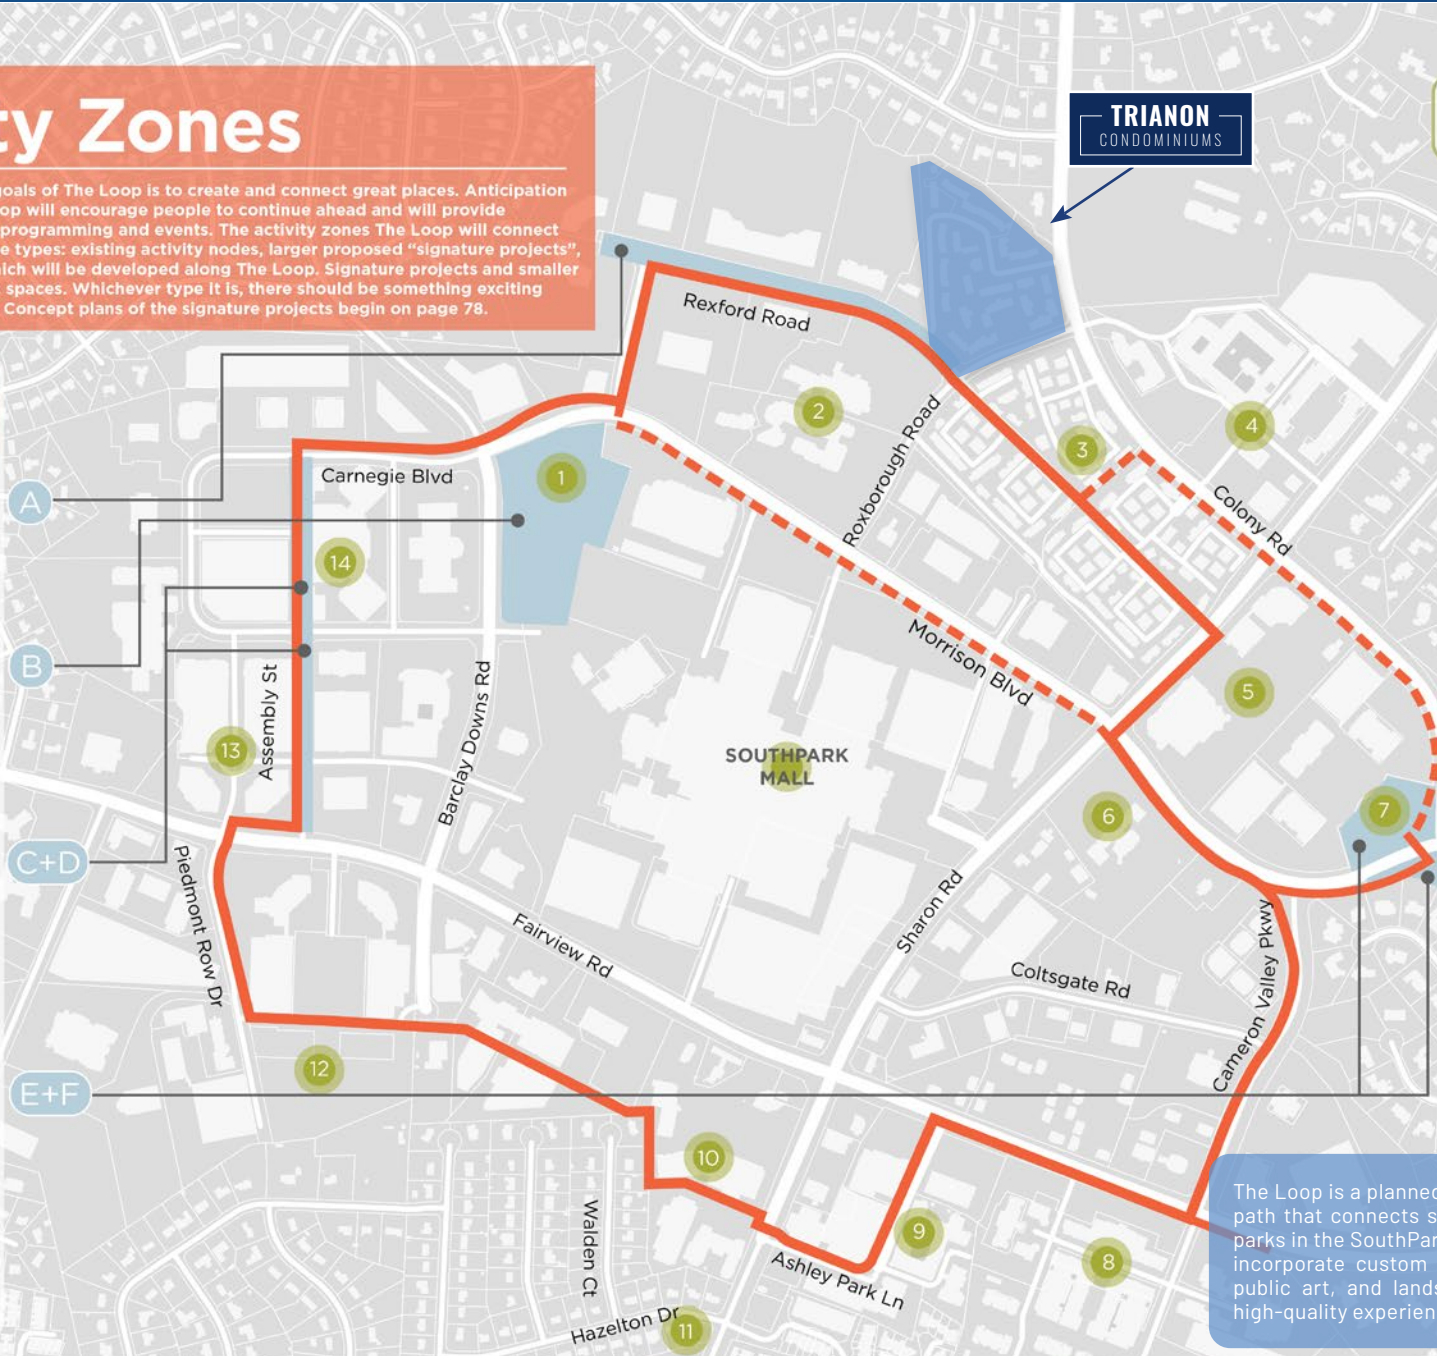 ty Zones
goals of The Loop is to create and connect great places. Anticipation
op will encourage people to continue ahead and will provide
programming and events. The activity zones The Loop will connect
e types: existing activity nodes, larger proposed “signature projects”,
hich will be developed along The Loop. Signature projects and smaller
spaces. Whichever type it is, there should be something exciting
Concept plans of the signature projects begin on page 78.
TRIANON
CONDOMINIUMS
Rexford Road
2
Roxborough Road
3
4
Colony Rd
Carnegie Blvd
1
A
14
B
Morrison Blvd
Assembly St
13
Barclay Downs Rd
SOUTHPARK
MALL
5
6
7
C+D
Piedmont Row Dr
Fairview Rd
Sharon Rd
Coltsgate Rd
Cameron Valley Pkwy
12
E+F
10
9
8
Walden Ct
Ashley Park Ln
Hazelton Dr
11
The Loop is a planned
path that connects s
parks in the SouthPar
incorporate custom
public art, and lands
high-quality experien